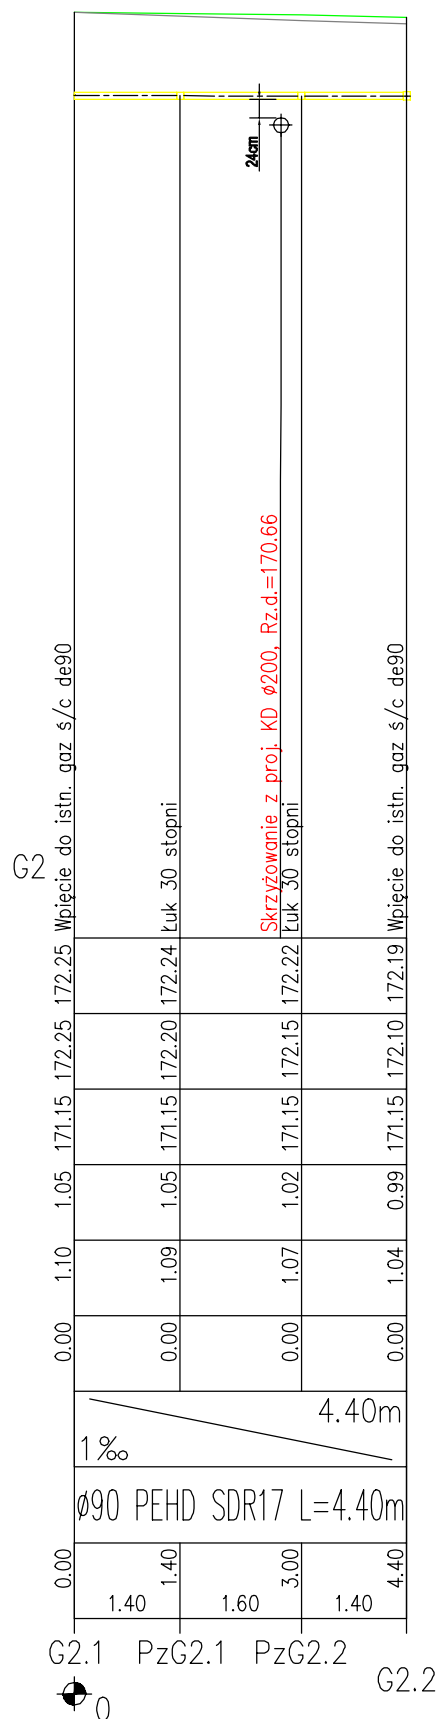 24cm
Skrzyżowanie z proj. KD ø200, Rz.d.=170.66
G2
Wpięcie do istn. gaz ś/c de90
Łuk 30 stopni
Łuk 30 stopni
Wpięcie do istn. gaz ś/c de90
172.25 172.24 172.22 172.19
172.25 172.20 172.15 172.10
171.15 171.15 171.15 171.15
1.05 1.05 1.02 0.99
1.10 1.09 1.07 1.04
0.00 0.00 0.00 0.00
4.40m
1‰
Ø90 PEHD SDR17 L=4.40m
0.00 1.40 3.00 4.40
1.40 1.60 1.40
G2.1 PzG2.1 PzG2.2 G2.2
0